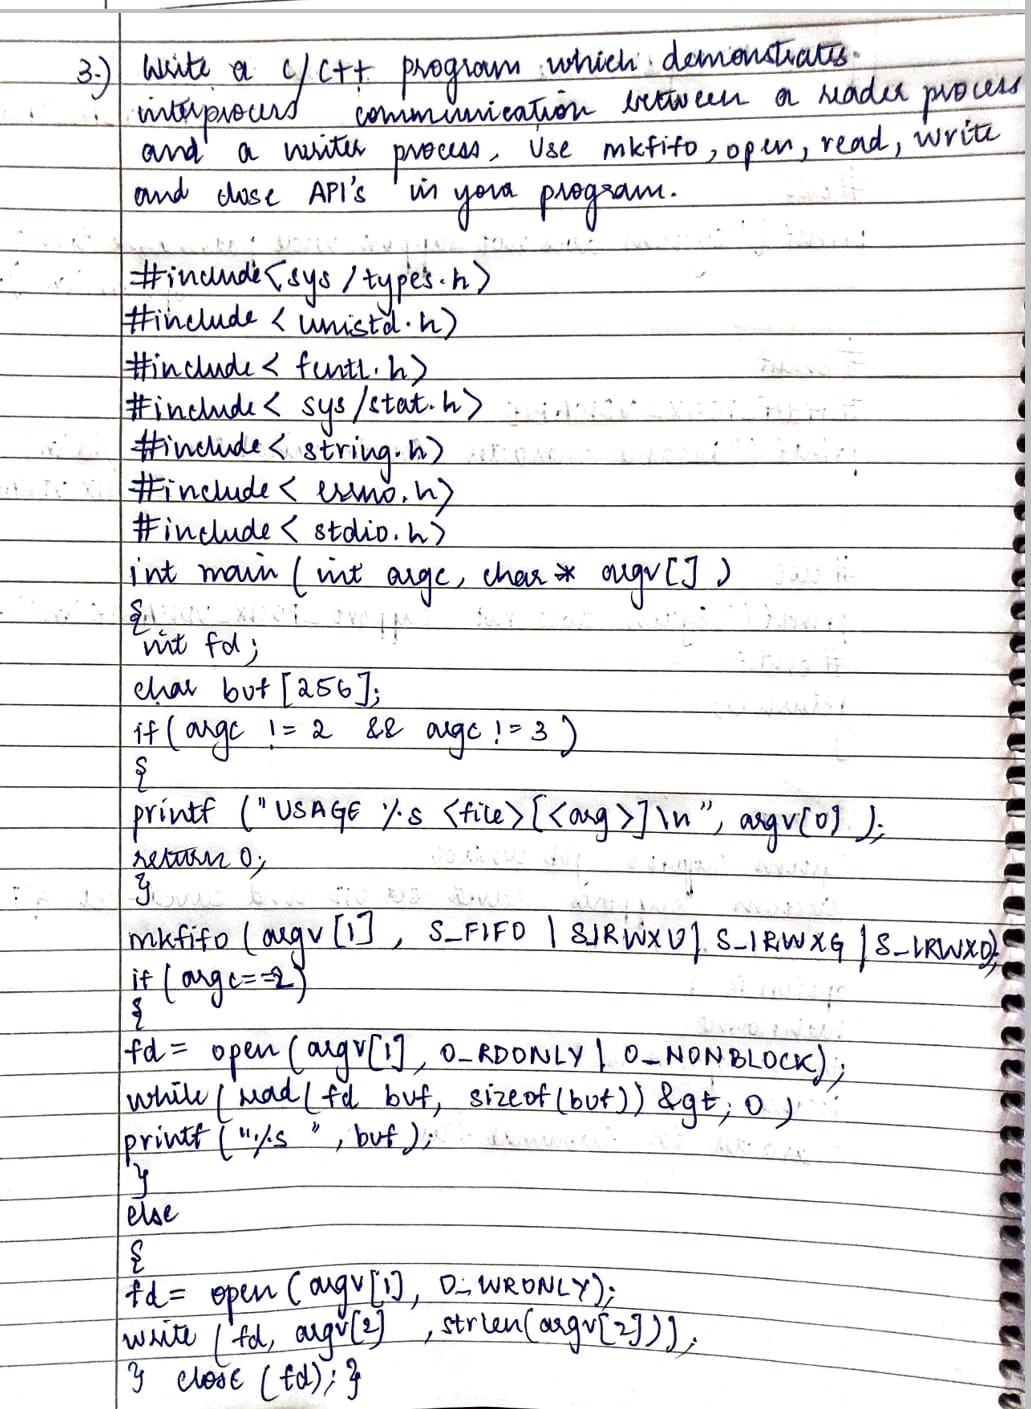 3.) Write a C/C++ program which demonstrates
interprocess communication between a reader process
and a writer process. Use mkfifo, open, read, write
and close API's in your program.
#include<sys/types.h>
#include<unistd.h>
#include<fcntl.h>
#include<sys/stat.h>
#include<string.h>
#include<errno.h>
#include<stdio.h>
int main (int argc, char* argv[])
{
int fd;
char buf[256];
if(argc != 2 && argc != 3)
{
printf ("USAGE %s <file>[<arg>]\n", argv[0]);
return 0;
}
mkfifo(argv[1], S_FIFO | SIRWXU| S_IRWXG | S_IRWXO);
if(argc==2)
{
fd= open(argv[1], O_RDONLY | O_NONBLOCK);
while(read(fd buf, sizeof(buf)) &gt; 0)
printf("%s", buf);
}
else
{
fd= open(argv[1], O_WRONLY);
write(fd, argv[2], strlen(argv[2]));
} close(fd); }